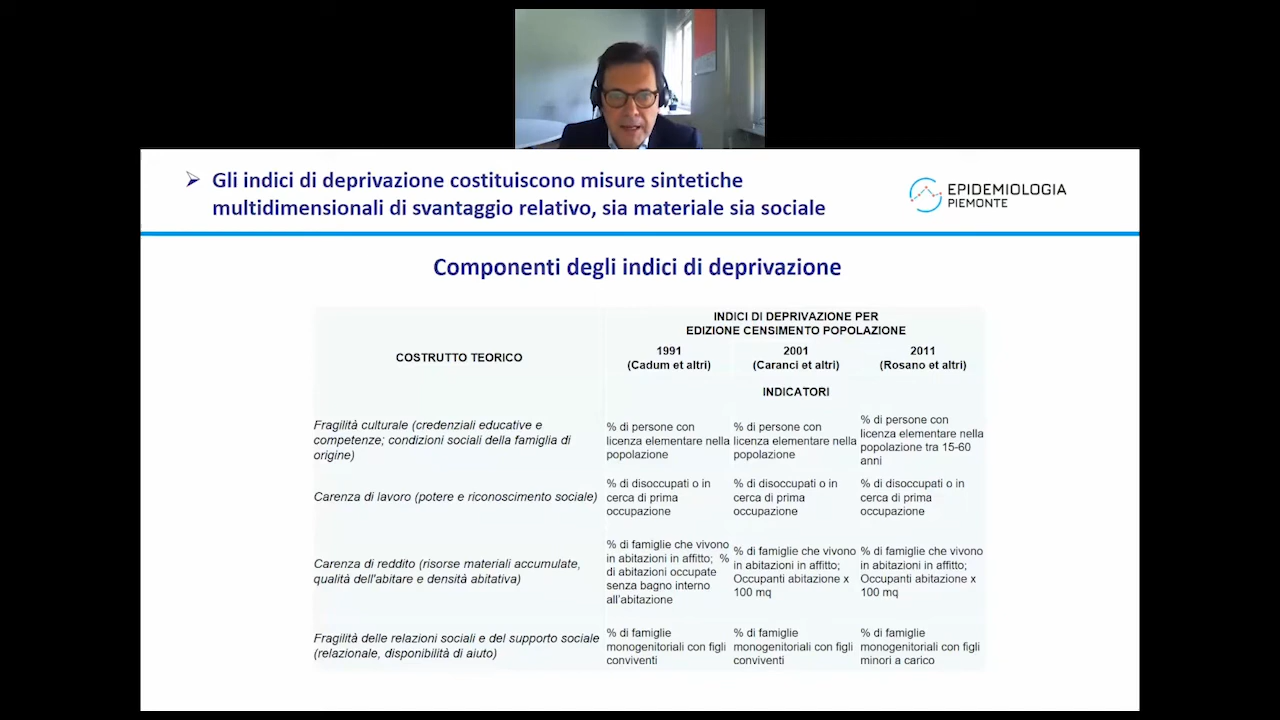 ➢ Gli indici di deprivazione costituiscono misure sintetiche
multidimensionali di svantaggio relativo, sia materiale sia sociale
EPIDEMIOLOGIA
PIEMONTE
Componenti degli indici di deprivazione
COSTRUTTO TEORICO
INDICI DI DEPRIVAZIONE PER
EDIZIONE CENSIMENTO POPOLAZIONE
1991
(Cadum et altri)
2001
(Caranci et altri)
2011
(Rosano et altri)
INDICATORI
Fragilità culturale (credenziali educative e
competenze; condizioni sociali della famiglia di
origine)
% di persone con
licenza elementare nella
popolazione
% di persone con
licenza elementare nella
popolazione
% di persone con
licenza elementare nella
popolazione tra 15-60
anni
Carenza di lavoro (potere e riconoscimento sociale)
% di disoccupati o in
cerca di prima
occupazione
% di disoccupati o in
cerca di prima
occupazione
% di disoccupati o in
cerca di prima
occupazione
Carenza di reddito (risorse materiali accumulate,
qualità dell'abitare e densità abitativa)
% di famiglie che vivono
in abitazioni in affitto; %
di abitazioni occupate
senza bagno interno
all'abitazione
% di famiglie che vivono
in abitazioni in affitto;
Occupanti abitazione x
100 mq
% di famiglie che vivono
in abitazioni in affitto;
Occupanti abitazione x
100 mq
Fragilità delle relazioni sociali e del supporto sociale
(relazionale, disponibilità di aiuto)
% di famiglie
monogenitoriali con figli
conviventi
% di famiglie
monogenitoriali con figli
conviventi
% di famiglie
monogenitoriali con figli
minori a carico